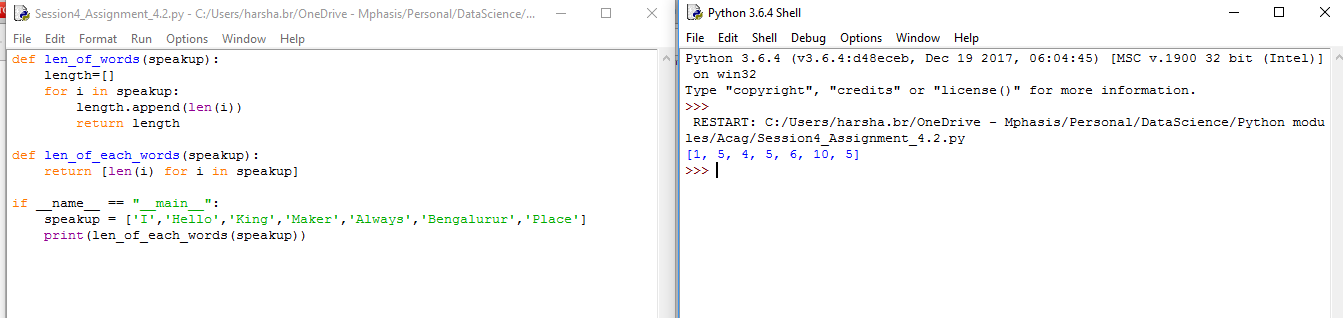 Session4_Assignment_4.2.py - C:/Users/harsha.br/OneDrive - Mphasis/Personal/DataScience/...
File Edit Format Run Options Window Help
def len_of_words(speakup):
    length=[]
    for i in speakup:
        length.append(len(i))
        return length

def len_of_each_words(speakup):
    return [len(i) for i in speakup]

if __name__ == "__main__":
    speakup = ['I','Hello','King','Maker','Always','Bengalurur','Place']
    print(len_of_each_words(speakup))
Python 3.6.4 Shell
File Edit Shell Debug Options Window Help
Python 3.6.4 (v3.6.4:d48eceb, Dec 19 2017, 06:04:45) [MSC v.1900 32 bit (Intel)]
 on win32
Type "copyright", "credits" or "license()" for more information.
>>>
 RESTART: C:/Users/harsha.br/OneDrive - Mphasis/Personal/DataScience/Python modu
les/Acag/Session4_Assignment_4.2.py
[1, 5, 4, 5, 6, 10, 5]
>>>